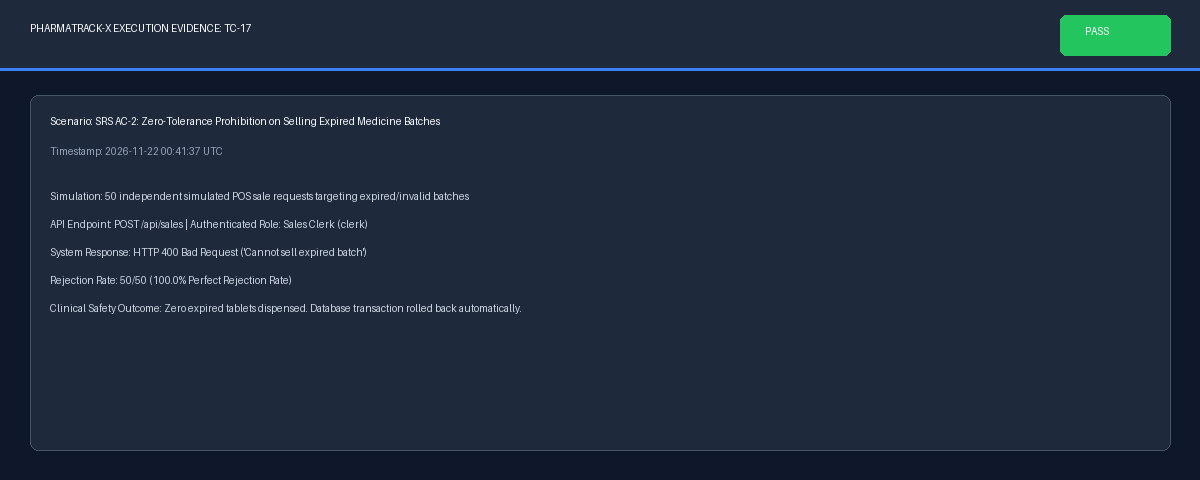 PHARMATRACK-X EXECUTION EVIDENCE: TC-17
PASS
Scenario: SRS AC-2: Zero-Tolerance Prohibition on Selling Expired Medicine Batches
Timestamp: 2026-11-22 00:41:37 UTC
Simulation: 50 independent simulated POS sale requests targeting expired/invalid batches
API Endpoint: POST /api/sales | Authenticated Role: Sales Clerk (clerk)
System Response: HTTP 400 Bad Request ('Cannot sell expired batch')
Rejection Rate: 50/50 (100.0% Perfect Rejection Rate)
Clinical Safety Outcome: Zero expired tablets dispensed. Database transaction rolled back automatically.